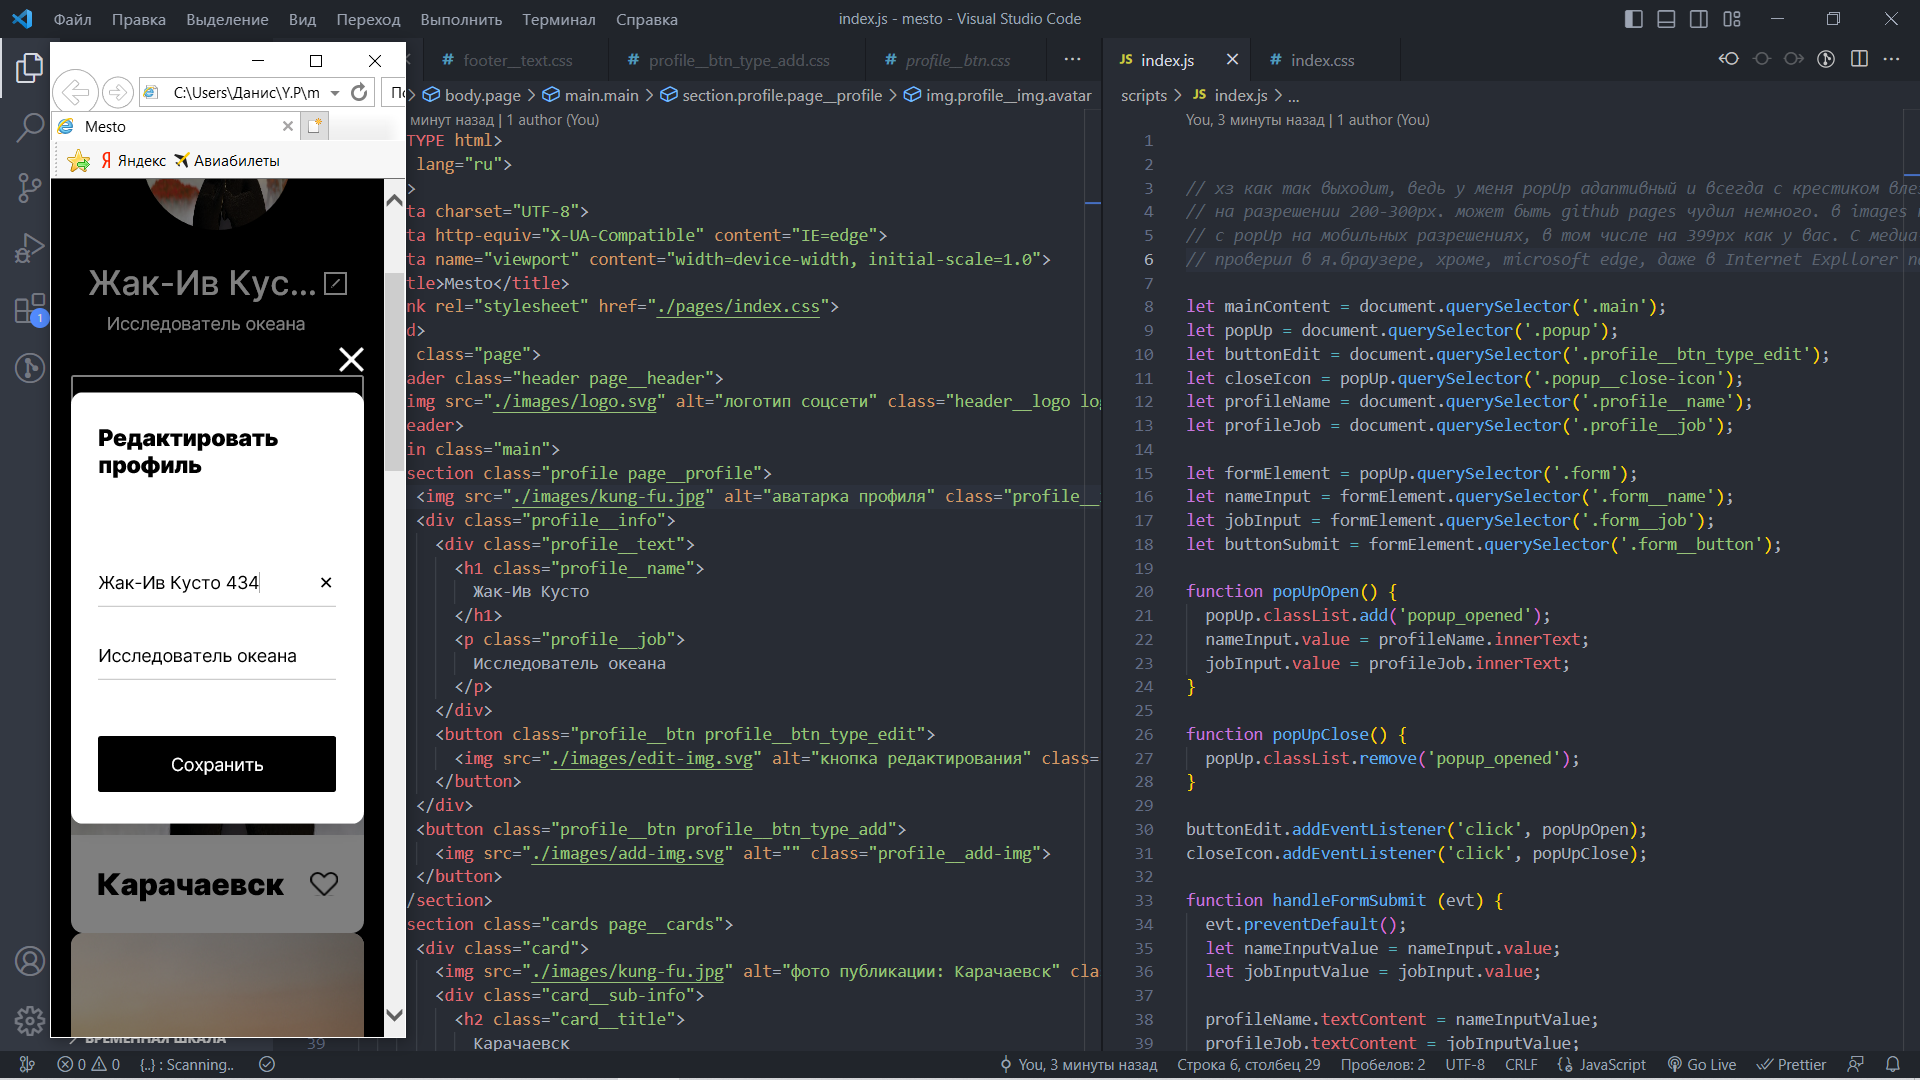 Файл Правка Выделение Вид Переход Выполнить Терминал Справка
index.js - mesto - Visual Studio Code
C:\Users\Данис\Y.P\m
Mesto
Яндекс Авиабилеты
Жак-Ив Кус...
Исследователь океана
Редактировать
профиль
Жак-Ив Кусто 434
Исследователь океана
Сохранить
Карачаевск
# footer__text.css # profile__btn_type_add.css # profile__btn.css ...
body.page > main.main > section.profile.page__profile > img.profile__img.avatar
минут назад | 1 author (You)
TYPE html>
lang="ru">
>
ta charset="UTF-8">
ta http-equiv="X-UA-Compatible" content="IE=edge">
ta name="viewport" content="width=device-width, initial-scale=1.0">
tle>Mesto</title>
nk rel="stylesheet" href="./pages/index.css">
d>
class="page">
ader class="header page__header">
img src="./images/logo.svg" alt="логотип соцсети" class="header__logo
eader>
in class="main">
section class="profile page__profile">
<img src="./images/kung-fu.jpg" alt="аватарка профиля" class="profile__
<div class="profile__info">
<div class="profile__text">
<h1 class="profile__name">
Жак-Ив Кусто
</h1>
<p class="profile__job">
Исследователь океана
</p>
</div>
<button class="profile__btn profile__btn_type_edit">
<img src="./images/edit-img.svg" alt="кнопка редактирования" class=
</button>
</div>
<button class="profile__btn profile__btn_type_add">
<img src="./images/add-img.svg" alt="" class="profile__add-img">
</button>
/section>
section class="cards page__cards">
<div class="card">
<img src="./images/kung-fu.jpg" alt="фото публикации: Карачаевск" cla
<div class="card__sub-info">
<h2 class="card__title">
39 Карачаевск
JS index.js # index.css
scripts > JS index.js > ...
You, 3 минуты назад | 1 author (You)
1
2
3 // хз как так выходит, ведь у меня popUp адаптивный и всегда с крестиком влез
4 // на разрешении 200-300px. может быть github pages чудил немного. в images
5 // с popUp на мобильных разрешениях, в том числе на 399px как у вас. С медиа
6 // проверил в я.браузере, хроме, microsoft edge, даже в Internet Expllorer
7
8 let mainContent = document.querySelector('.main');
9 let popUp = document.querySelector('.popup');
10 let buttonEdit = document.querySelector('.profile__btn_type_edit');
11 let closeIcon = popUp.querySelector('.popup__close-icon');
12 let profileName = document.querySelector('.profile__name');
13 let profileJob = document.querySelector('.profile__job');
14
15 let formElement = popUp.querySelector('.form');
16 let nameInput = formElement.querySelector('.form__name');
17 let jobInput = formElement.querySelector('.form__job');
18 let buttonSubmit = formElement.querySelector('.form__button');
19
20 function popUpOpen() {
21 popUp.classList.add('popup_opened');
22 nameInput.value = profileName.innerText;
23 jobInput.value = profileJob.innerText;
24 }
25
26 function popUpClose() {
27 popUp.classList.remove('popup_opened');
28 }
29
30 buttonEdit.addEventListener('click', popUpOpen);
31 closeIcon.addEventListener('click', popUpClose);
32
33 function handleFormSubmit (evt) {
34 evt.preventDefault();
35 let nameInputValue = nameInput.value;
36 let jobInputValue = jobInput.value;
37
38 profileName.textContent = nameInputValue;
39 profileJob.textContent = jobInputValue;
1
ВРЕМЕННАЯ ШКАЛА
0 0 {..} : Scanning..
You, 3 минуты назад Строка 6, столбец 29 Пробелов: 2 UTF-8 CRLF {} JavaScript Go Live Prettier